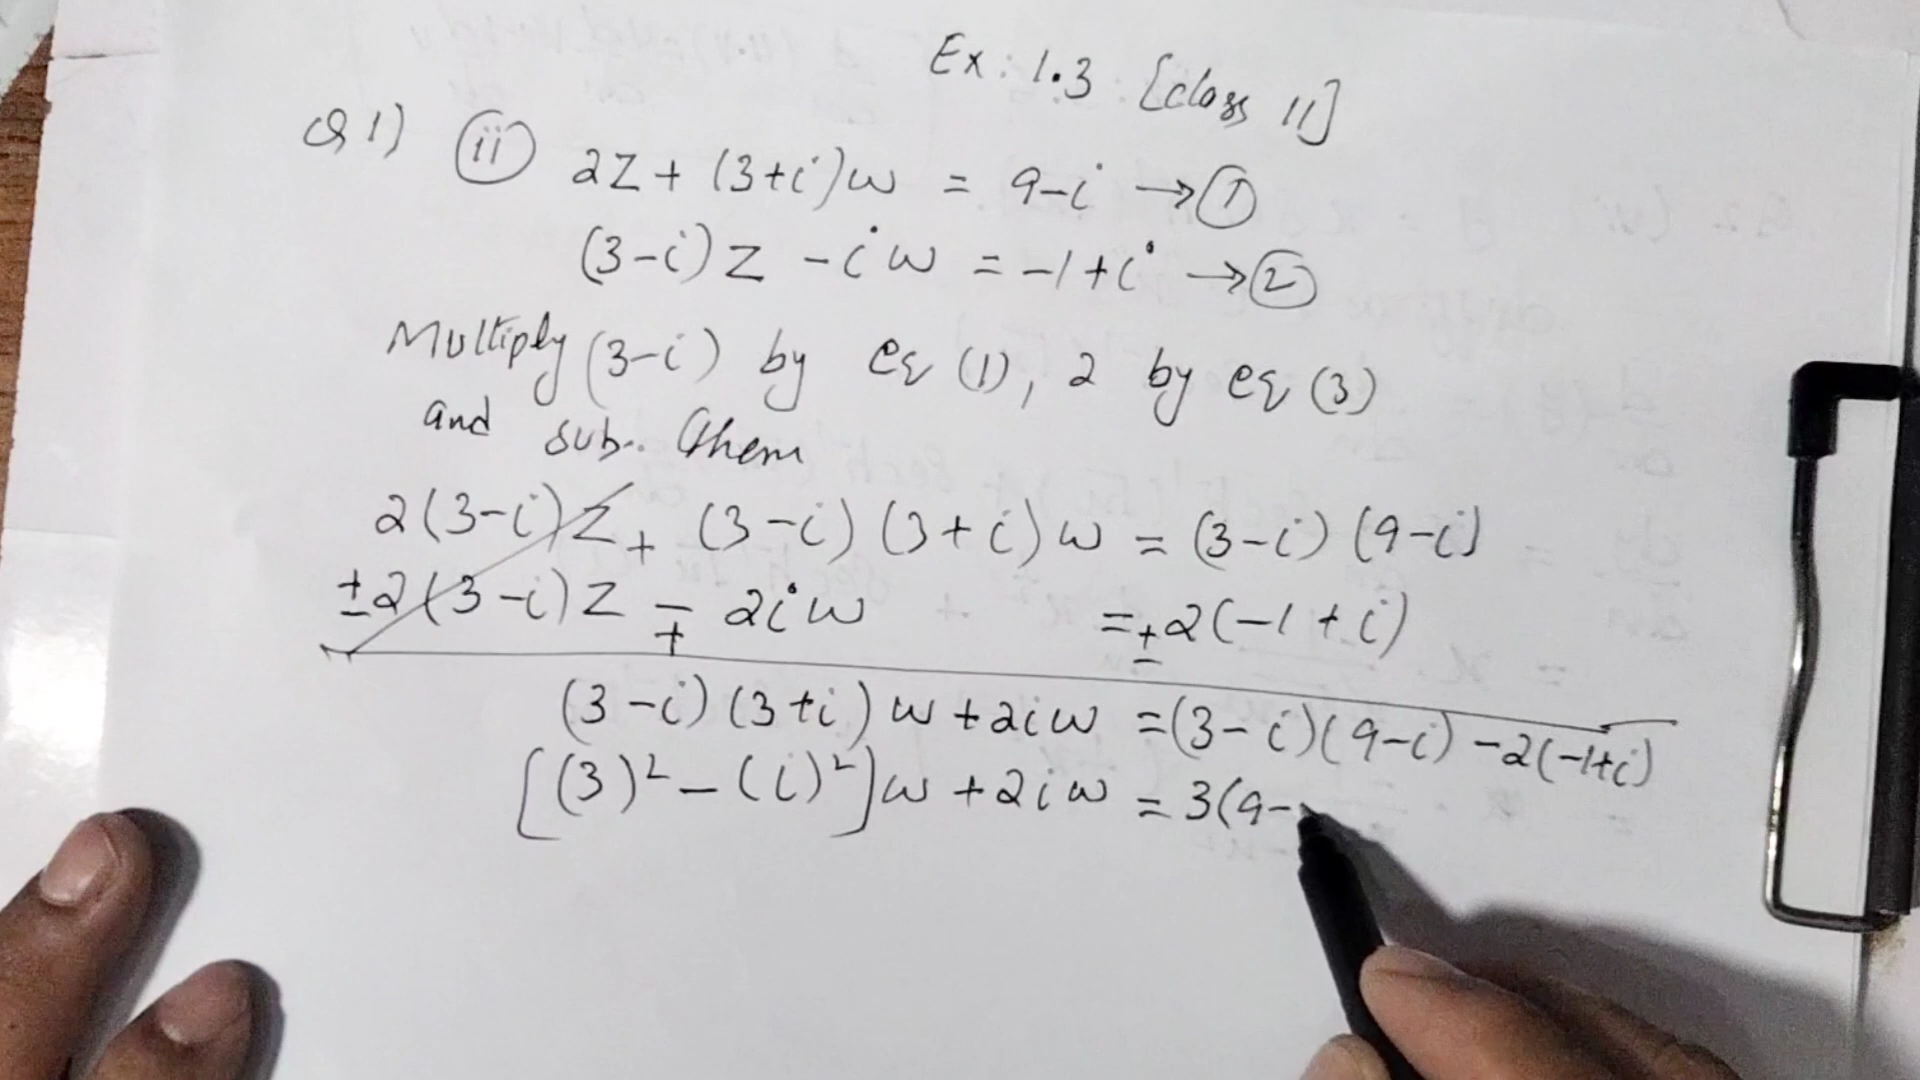 Ex: 1.3 [class 11]
Q1) (ii) 2z + (3+i)w = 9-i → (1)
(3-i)z - iw = -1+i → (2)
Multiply (3-i) by eq (1), 2 by eq (3)
and sub. them
2(3-i)z + (3-i)(3+i)w = (3-i)(9-i)
±2(3-i)z ∓ 2iw = ±2(-1+i)
(3-i)(3+i)w + 2iw = (3-i)(9-i) - 2(-1+i)
[(3)² - (i)²]w + 2iw = 3(9-